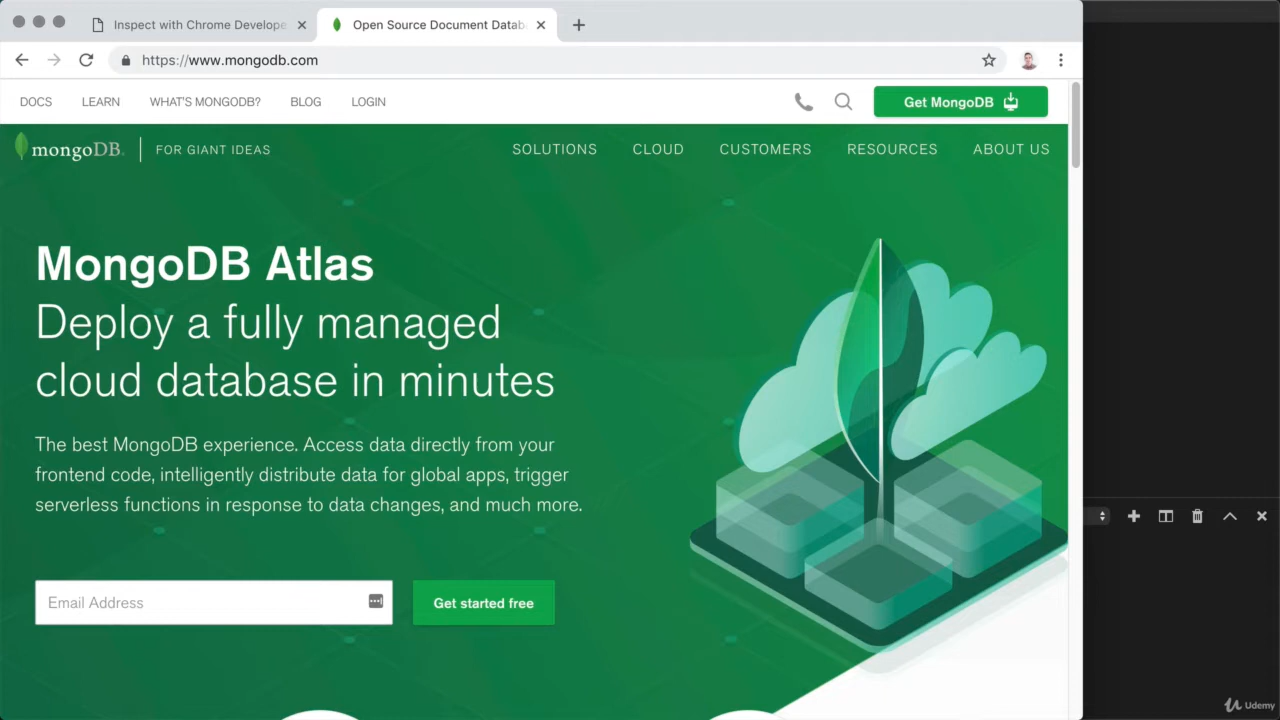 Inspect with Chrome Develope
Open Source Document Datab
https://www.mongodb.com
DOCS LEARN WHAT'S MONGODB? BLOG LOGIN
Get MongoDB
mongoDB. FOR GIANT IDEAS
SOLUTIONS CLOUD CUSTOMERS RESOURCES ABOUT US
MongoDB Atlas
Deploy a fully managed
cloud database in minutes
The best MongoDB experience. Access data directly from your
frontend code, intelligently distribute data for global apps, trigger
serverless functions in response to data changes, and much more.
Email Address
Get started free
Udemy